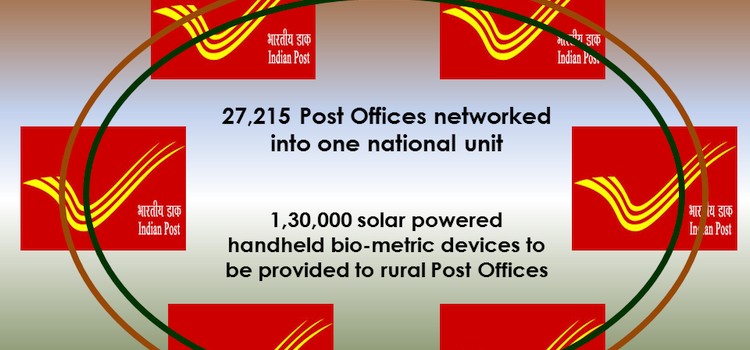 भारतीय डाक
Indian Post
भारतीय डाक
Indian Post
27,215 Post Offices networked
into one national unit
भारतीय डाक
Indian Post
भारतीय डाक
Indian Post
1,30,000 solar powered
handheld bio-metric devices to
be provided to rural Post Offices